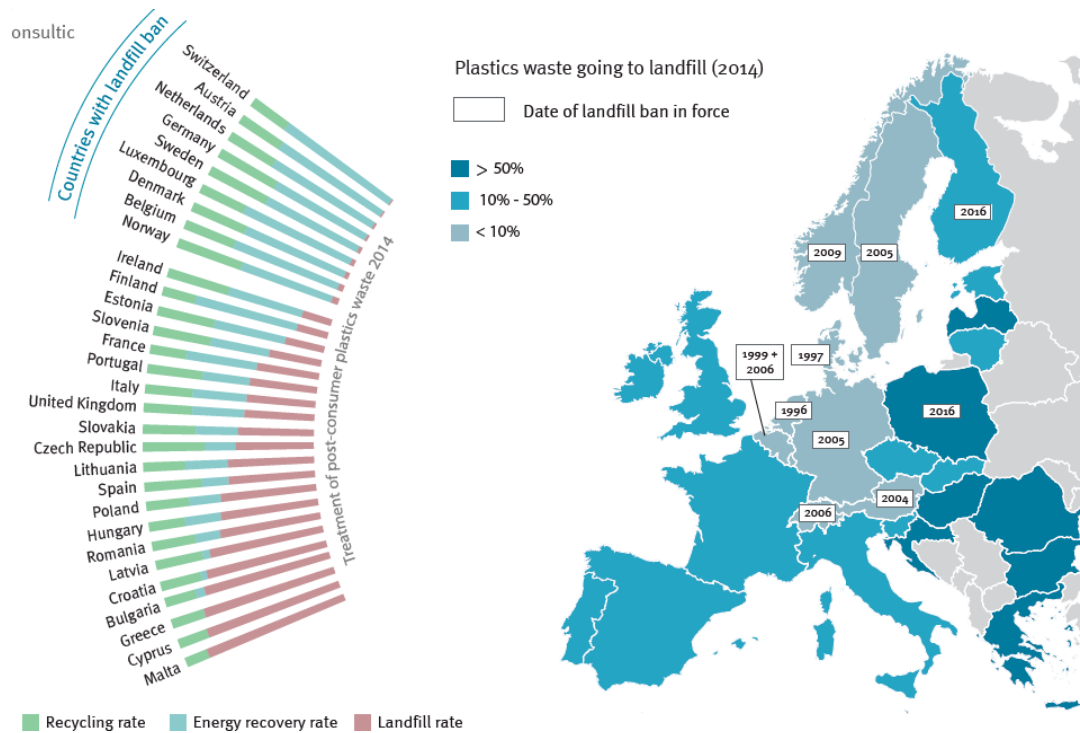 onsultic
Countries with landfill ban
Switzerland
Austria
Netherlands
Germany
Sweden
Luxembourg
Denmark
Belgium
Norway
Ireland
Finland
Estonia
Slovenia
France
Portugal
Italy
United Kingdom
Slovakia
Czech Republic
Lithuania
Spain
Poland
Hungary
Romania
Latvia
Croatia
Bulgaria
Greece
Cyprus
Malta
Treatment of post-consumer plastics waste 2014
Recycling rate
Energy recovery rate
Landfill rate
Plastics waste going to landfill (2014)
Date of landfill ban in force
> 50%
10% - 50%
< 10%
2016
2009
2005
1999 +
2006
1997
1996
2016
2005
2004
2006